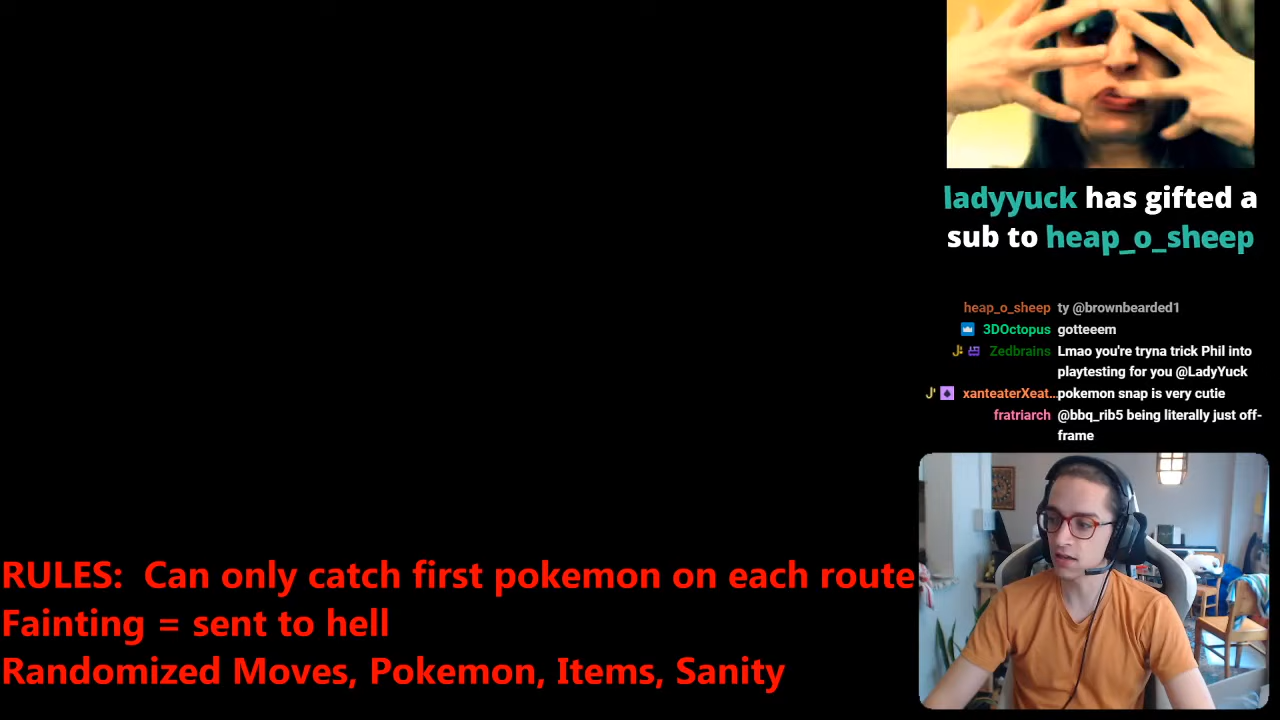 ladyyuck has gifted a
sub to heap_o_sheep
heap_o_sheep ty @brownbearded1
3DOctopus gotteeem
Zedbrains Lmao you're tryna trick Phil into
playtesting for you @LadyYuck
xanteaterXeat... pokemon snap is very cutie
fratriarch @bbq_rib5 being literally just off-
frame
RULES: Can only catch first pokemon on each route
Fainting = sent to hell
Randomized Moves, Pokemon, Items, Sanity